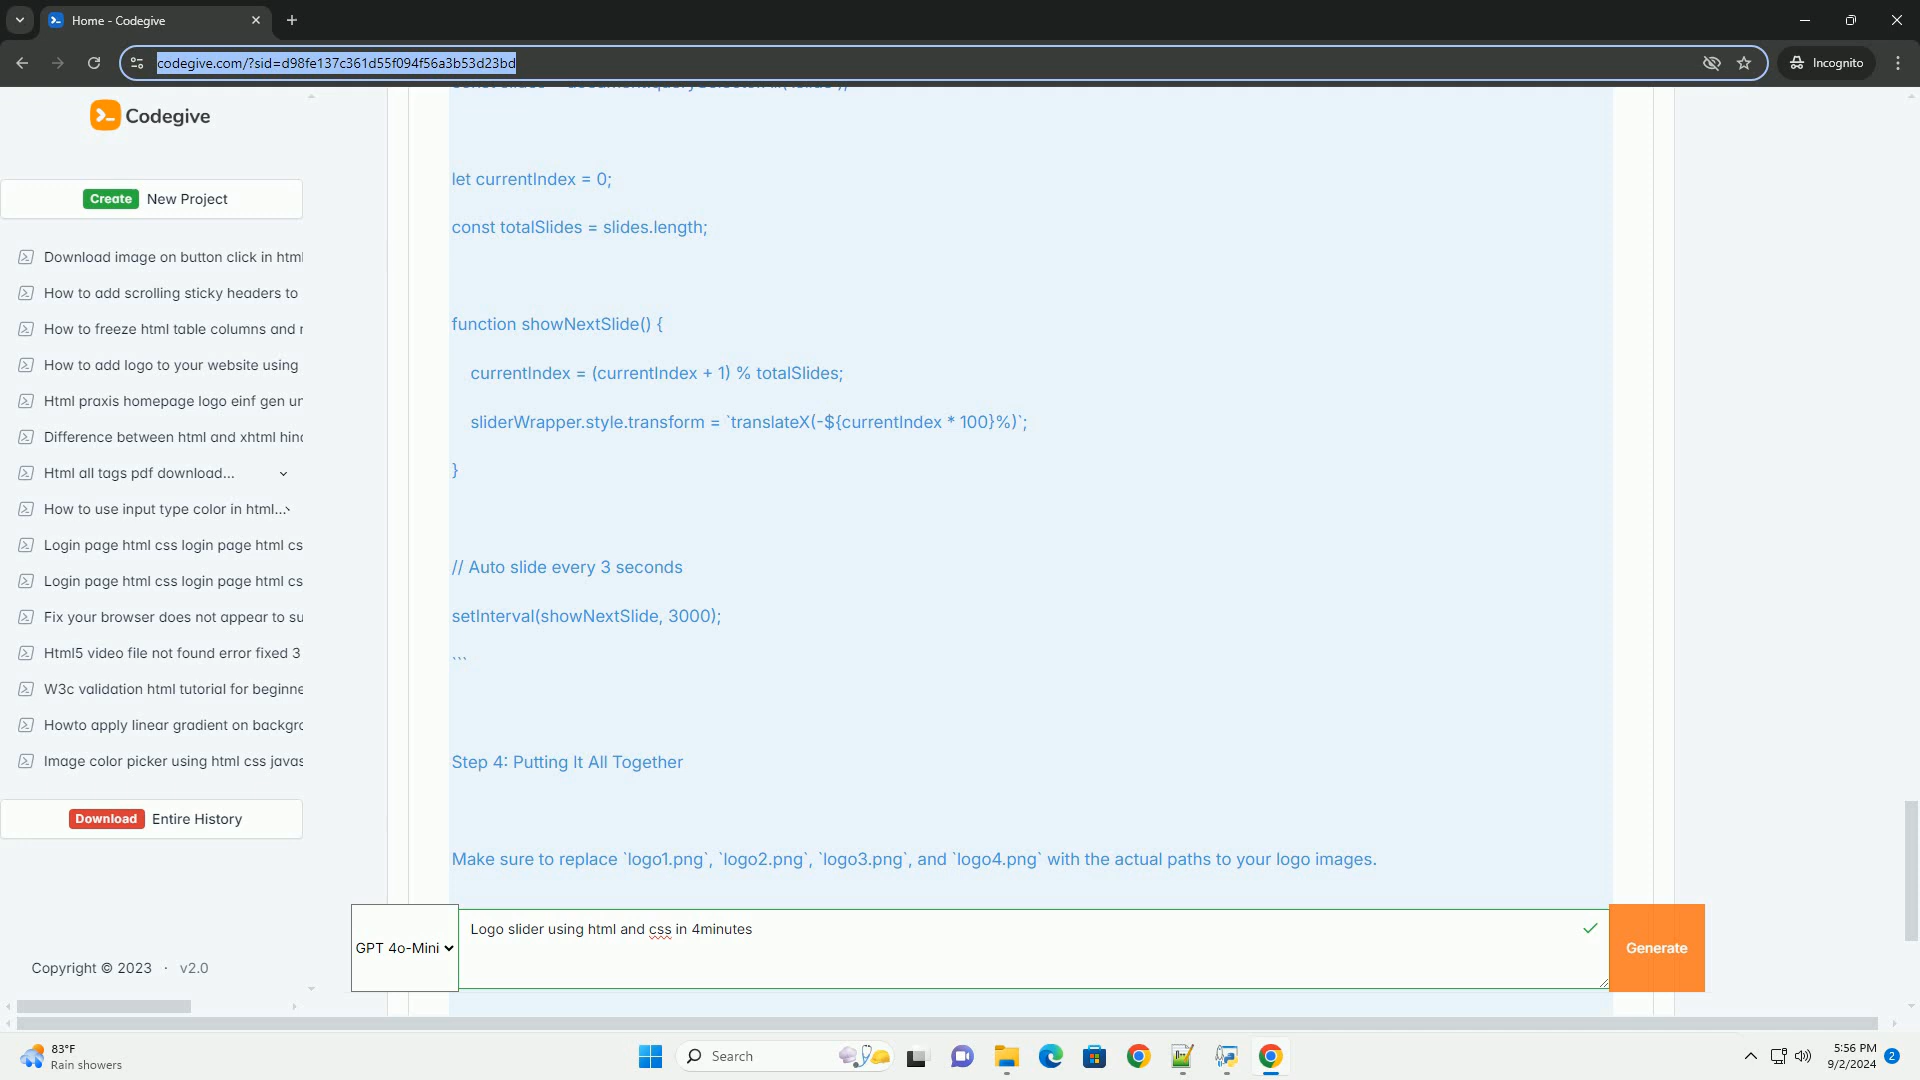 Home - Codegive
codegive.com/?sid=d98fe137c361d55f094f56a3b53d23bd
Incognito
Codegive
Create New Project
Download image on button click in html
How to add scrolling sticky headers to
How to freeze html table columns and r
How to add logo to your website using
Html praxis homepage logo einf gen un
Difference between html and xhtml hind
Html all tags pdf download...
How to use input type color in html...
Login page html css login page html cs
Login page html css login page html cs
Fix your browser does not appear to su
Html5 video file not found error fixed 3
W3c validation html tutorial for beginne
Howto apply linear gradient on backgro
Image color picker using html css javas
Download Entire History
Copyright © 2023 · v2.0
let currentIndex = 0;
const totalSlides = slides.length;
function showNextSlide() {
currentIndex = (currentIndex + 1) % totalSlides;
sliderWrapper.style.transform = `translateX(-${currentIndex * 100}%)`;
}
// Auto slide every 3 seconds
setInterval(showNextSlide, 3000);
```
Step 4: Putting It All Together
Make sure to replace `logo1.png`, `logo2.png`, `logo3.png`, and `logo4.png` with the actual paths to your logo images.
GPT 4o-Mini
Logo slider using html and css in 4minutes
Generate
83°F
Rain showers
Search
5:56 PM
9/2/2024
2